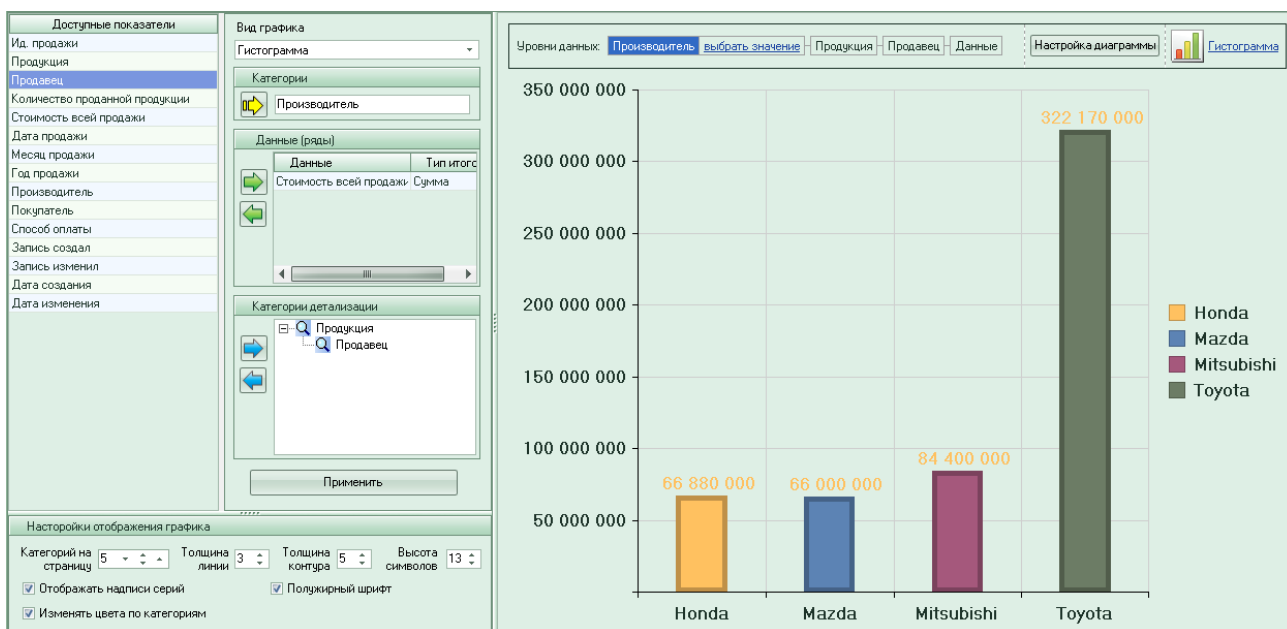 Доступные показатели
Ид. продажи
Продукция
Продавец
Количество проданной продукции
Стоимость всей продажи
Дата продажи
Месяц продажи
Год продажи
Производитель
Покупатель
Способ оплаты
Запись создал
Запись изменил
Дата создания
Дата изменения
Вид графика
Гистограмма
Категории
Производитель
Данные (ряды)
Данные Тип итогс
Стоимость всей продажи Сумма
Категории детализации
Продукция
Продавец
Применить
Насторойки отображения графика
Категорий на страницу 5 Толщина линии 3 Толщина контура 5 Высота символов 13
Отображать надписи серий Полужирный шрифт
Изменять цвета по категориям
Уровни данных: Производитель выбрать значение Продукция Продавец Данные Настройка диаграммы Гистограмма
350 000 000
300 000 000
250 000 000
200 000 000
150 000 000
100 000 000
50 000 000
66 880 000
66 000 000
84 400 000
322 170 000
Honda Mazda Mitsubishi Toyota
Honda
Mazda
Mitsubishi
Toyota